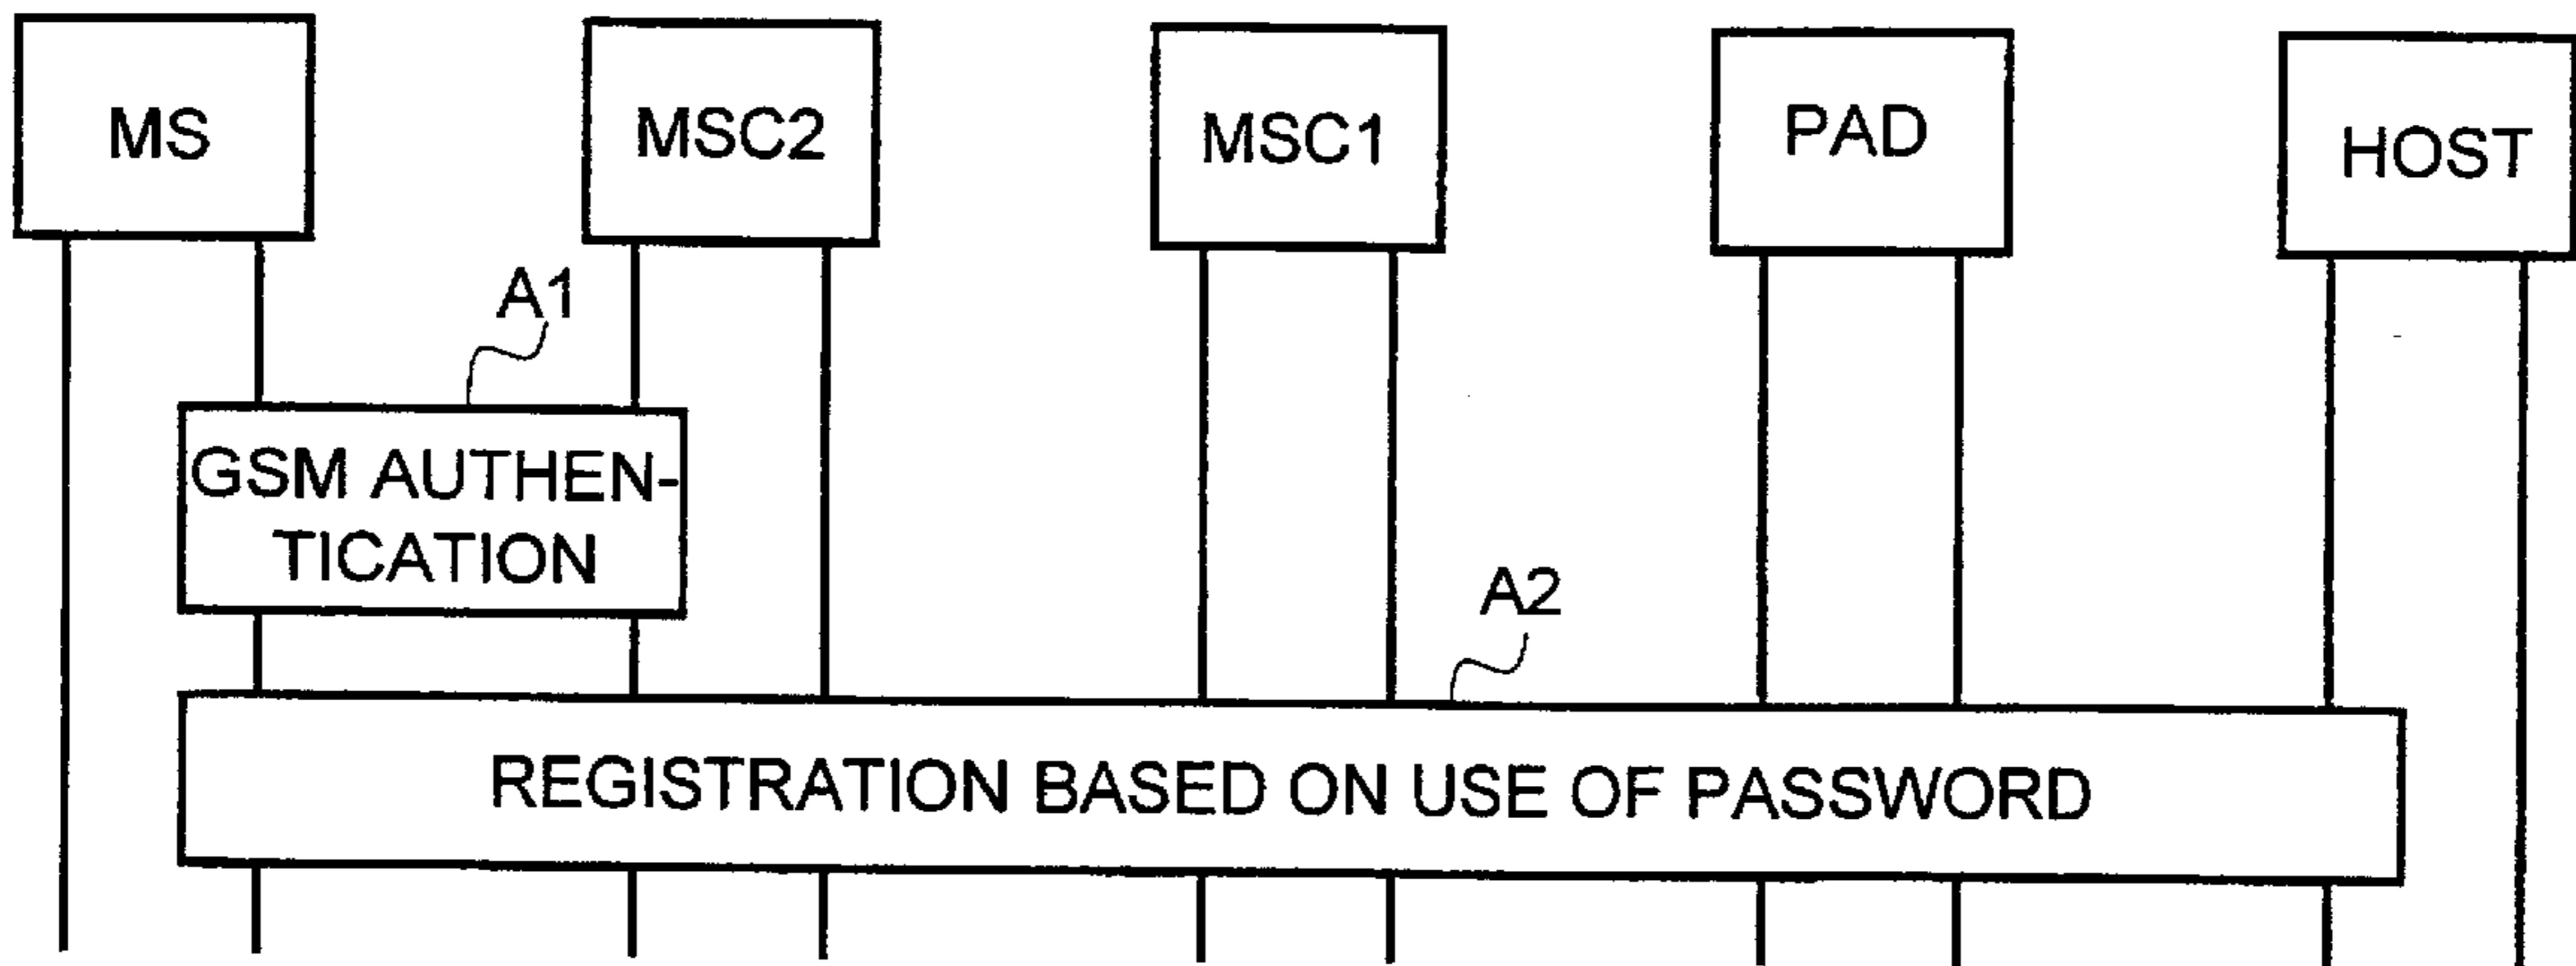 MS
MSC2
MSC1
PAD
HOST
A1
GSM AUTHEN-
TICATION
A2
REGISTRATION BASED ON USE OF PASSWORD